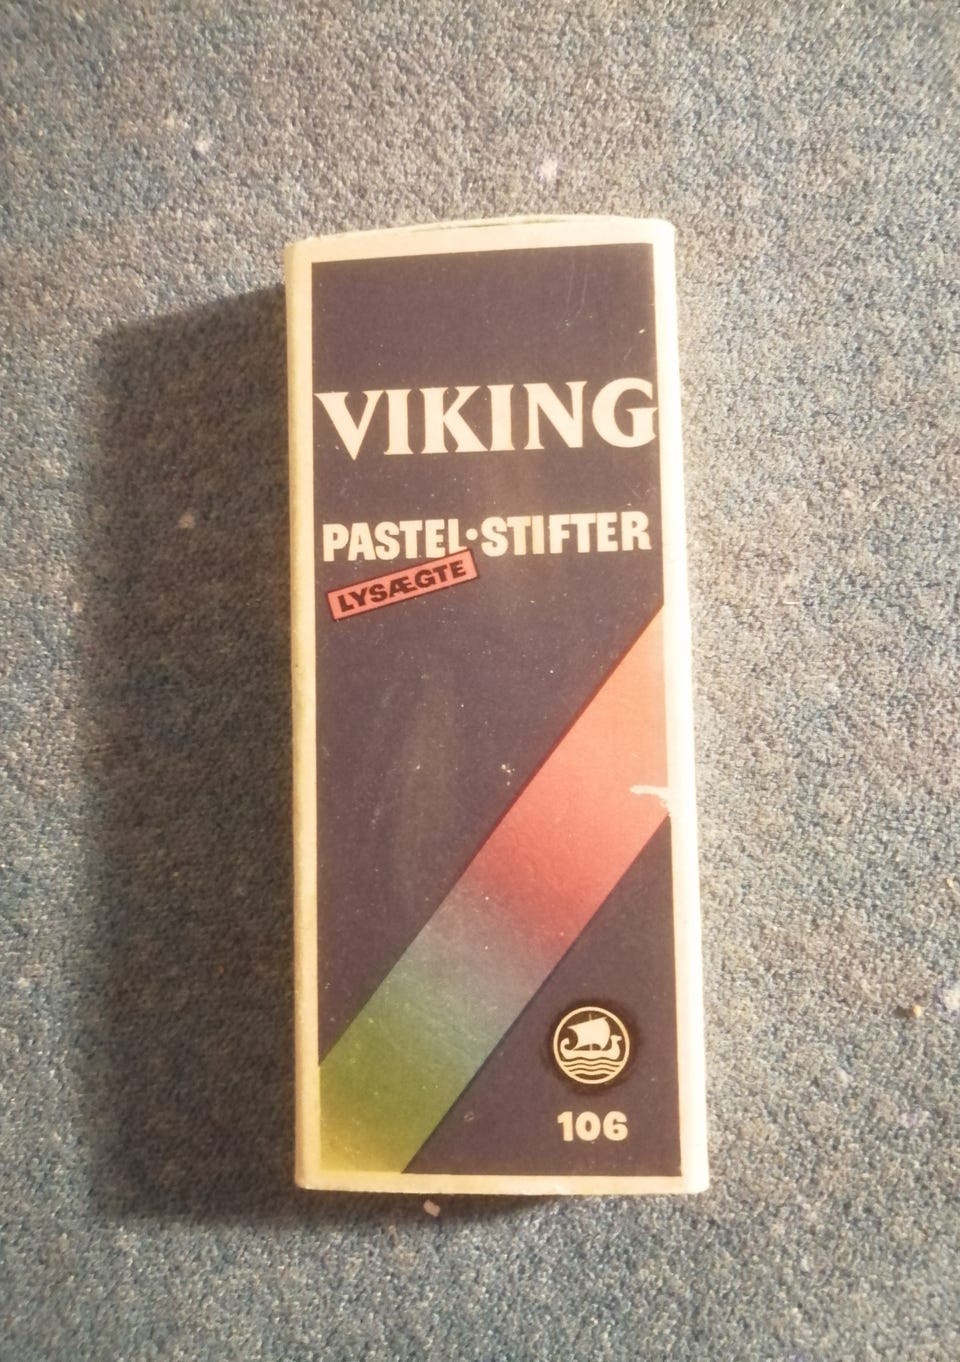 VIKING
PASTEL·STIFTER
LYSÆGTE
106